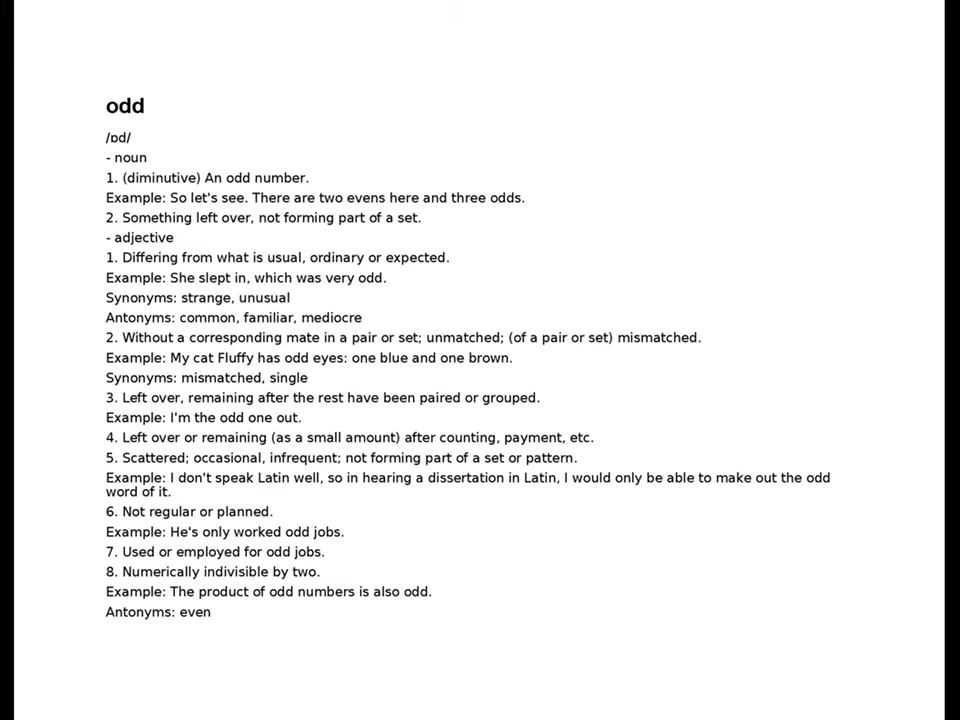 odd
/ɒd/
- noun
1. (diminutive) An odd number.
Example: So let's see. There are two evens here and three odds.
2. Something left over, not forming part of a set.
- adjective
1. Differing from what is usual, ordinary or expected.
Example: She slept in, which was very odd.
Synonyms: strange, unusual
Antonyms: common, familiar, mediocre
2. Without a corresponding mate in a pair or set; unmatched; (of a pair or set) mismatched.
Example: My cat Fluffy has odd eyes: one blue and one brown.
Synonyms: mismatched, single
3. Left over, remaining after the rest have been paired or grouped.
Example: I'm the odd one out.
4. Left over or remaining (as a small amount) after counting, payment, etc.
5. Scattered; occasional, infrequent; not forming part of a set or pattern.
Example: I don't speak Latin well, so in hearing a dissertation in Latin, I would only be able to make out the odd
word of it.
6. Not regular or planned.
Example: He's only worked odd jobs.
7. Used or employed for odd jobs.
8. Numerically indivisible by two.
Example: The product of odd numbers is also odd.
Antonyms: even